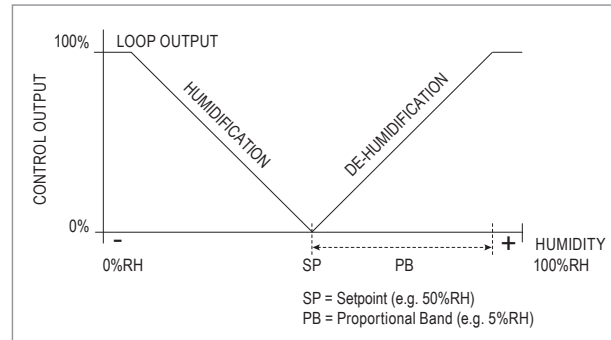 100%
LOOP OUTPUT
HUMIDIFICATION
DE-HUMIDIFICATION
CONTROL OUTPUT
0%
-
+
HUMIDITY
0%RH
SP
PB
100%RH
SP = Setpoint (e.g. 50%RH)
PB = Proportional Band (e.g. 5%RH)